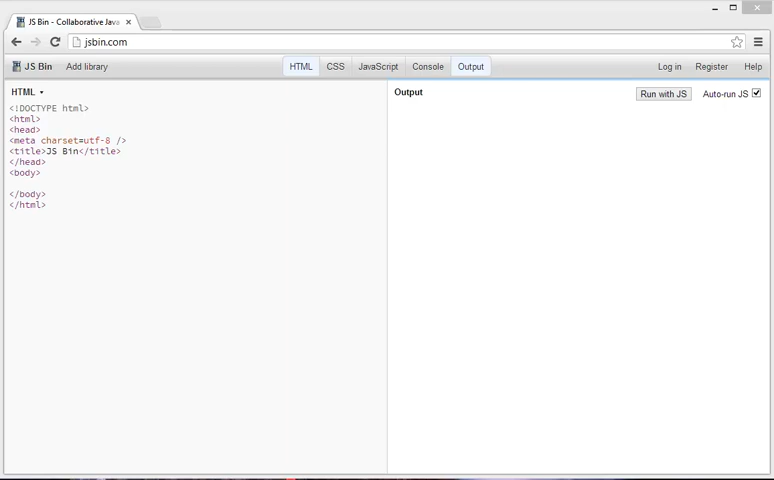 JS Bin - Collaborative Java
jsbin.com
JS Bin Add library HTML CSS JavaScript Console Output Log in Register Help
HTML
Output Run with JS Auto-run JS
<!DOCTYPE html>
<html>
<head>
<meta charset=utf-8 />
<title>JS Bin</title>
</head>
<body>
</body>
</html>